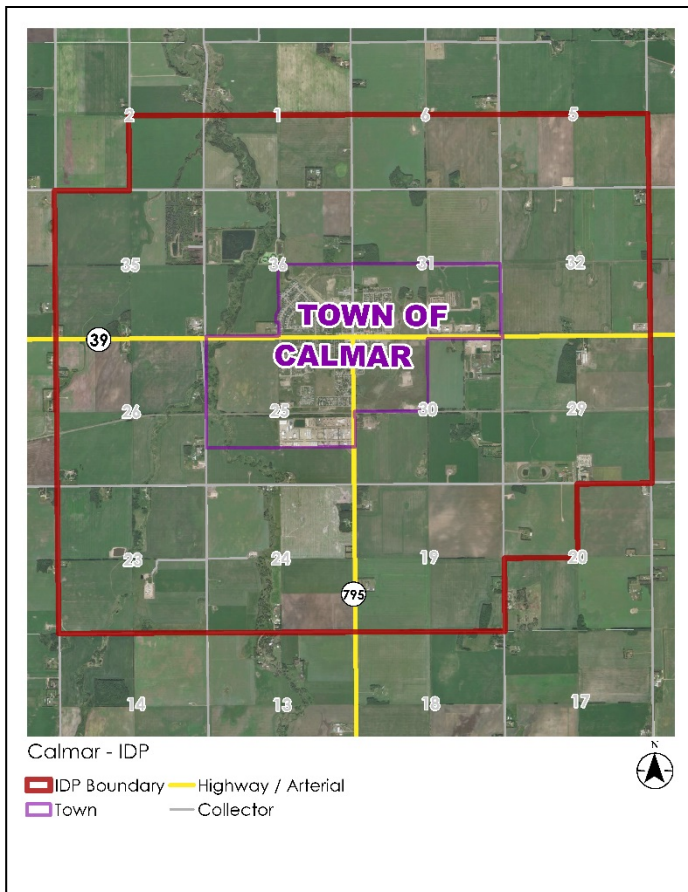 2 1 6 5
35 36 31 32
TOWN OF
39
CALMAR
26 25 30 29
23 24 19 20
795
14 13 18 17
Calmar - IDP
N
IDP Boundary Highway / Arterial
Town Collector